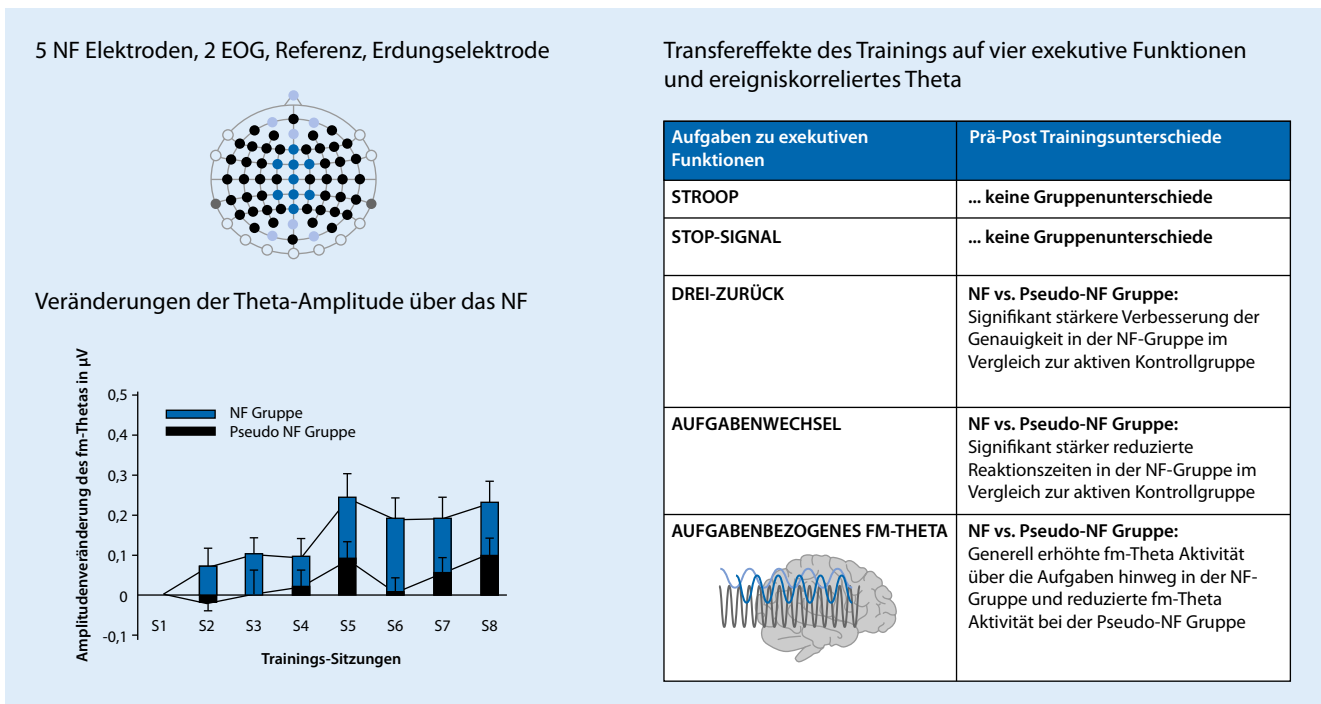 5 NF Elektroden, 2 EOG, Referenz, Erdungselektrode
Veränderungen der Theta-Amplitude über das NF
Amplitudenveränderung des fm-Thetas in µV
0,5
0,4
0,3
0,2
0,1
0
-0,1
NF Gruppe
Pseudo NF Gruppe
S1 S2 S3 S4 S5 S6 S7 S8
Trainings-Sitzungen
Transfereffekte des Trainings auf vier exekutive Funktionen
und ereigniskorreliertes Theta
Aufgaben zu exekutiven
Funktionen
Prä-Post Trainingsunterschiede
STROOP
... keine Gruppenunterschiede
STOP-SIGNAL
... keine Gruppenunterschiede
DREI-ZURÜCK
NF vs. Pseudo-NF Gruppe:
Signifikant stärkere Verbesserung der
Genauigkeit in der NF-Gruppe im
Vergleich zur aktiven Kontrollgruppe
AUFGABENWECHSEL
NF vs. Pseudo-NF Gruppe:
Signifikant stärker reduzierte
Reaktionszeiten in der NF-Gruppe im
Vergleich zur aktiven Kontrollgruppe
AUFGABENBEZOGENES FM-THETA
NF vs. Pseudo-NF Gruppe:
Generell erhöhte fm-Theta Aktivität
über die Aufgaben hinweg in der NF-
Gruppe und reduzierte fm-Theta
Aktivität bei der Pseudo-NF Gruppe